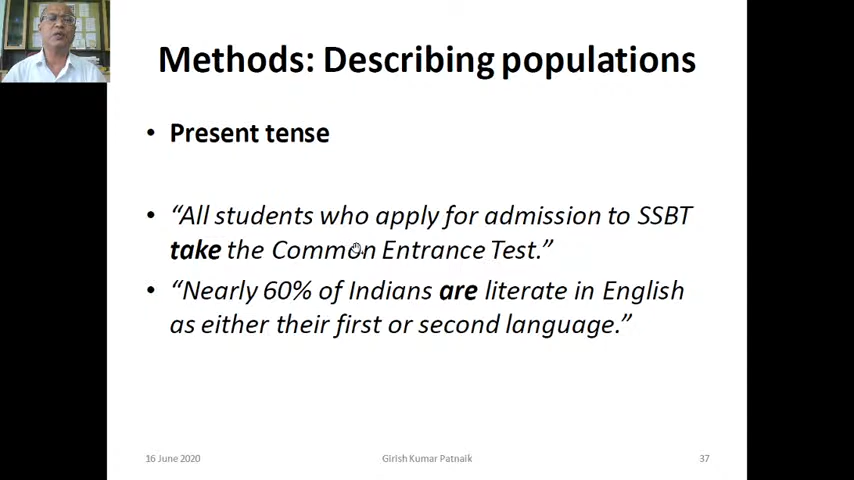 Methods: Describing populations
• Present tense
• “All students who apply for admission to SSBT
take the Common Entrance Test.”
• “Nearly 60% of Indians are literate in English
as either their first or second language.”
16 June 2020
Girish Kumar Patnaik
37